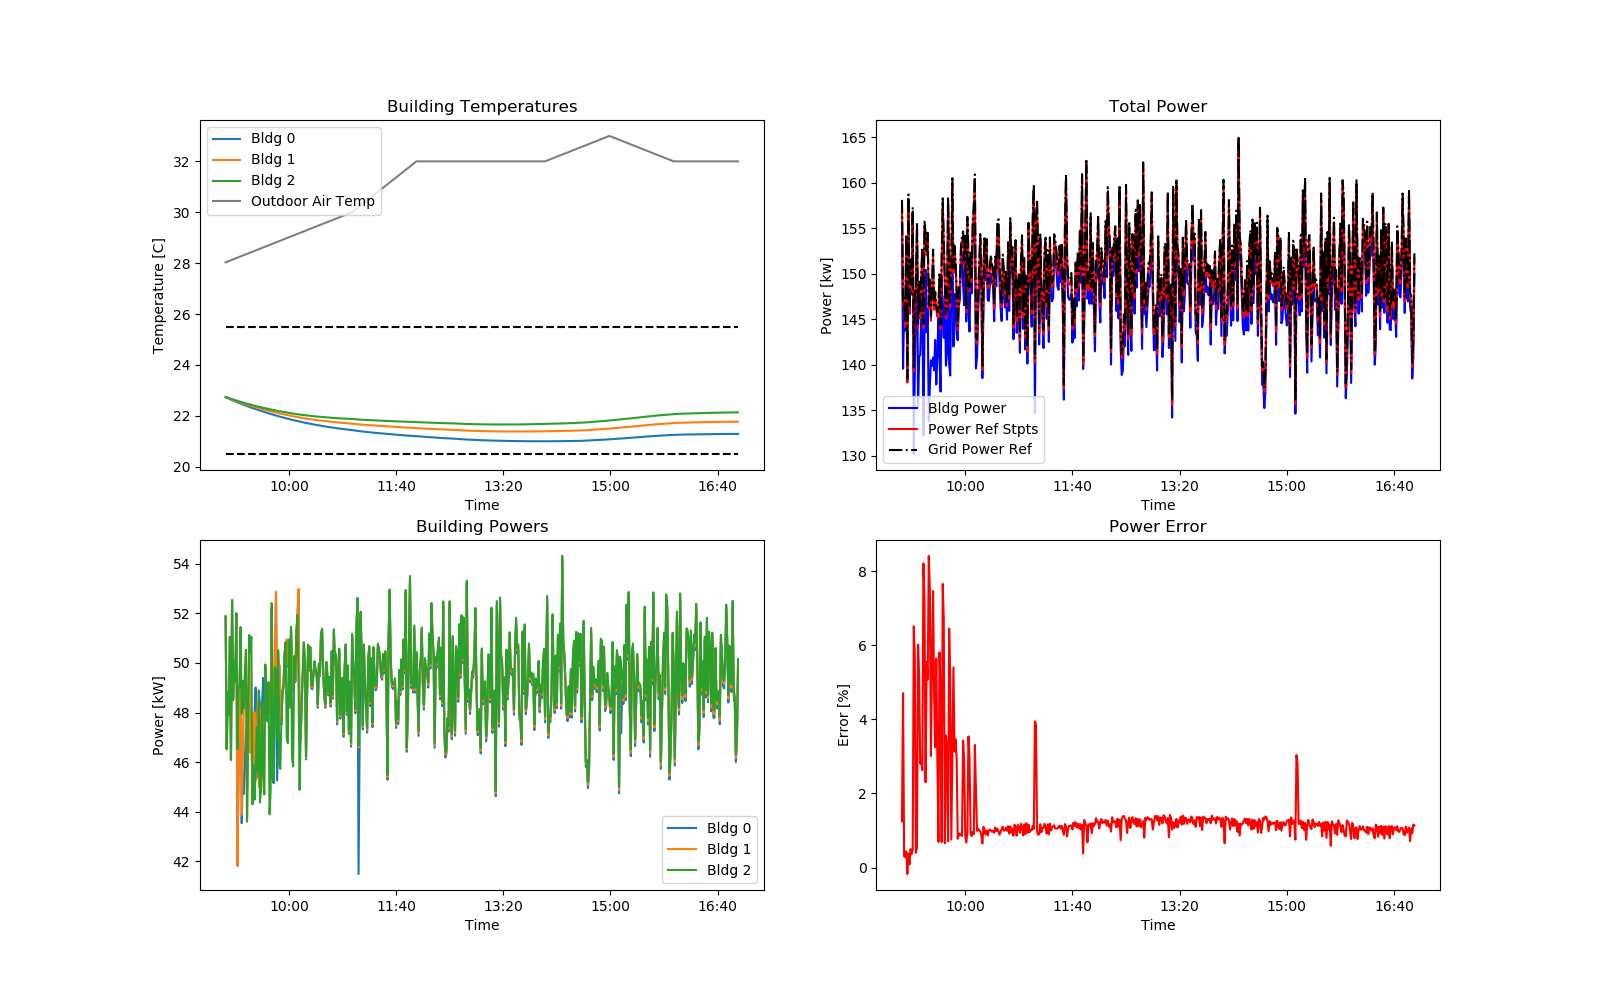 Building Temperatures
Temperature [C]
32
30
28
26
24
22
20
Bldg 0
Bldg 1
Bldg 2
Outdoor Air Temp
10:00 11:40 13:20 15:00 16:40
Time
Total Power
Power [kw]
165
160
155
150
145
140
135
130
Bldg Power
Power Ref Stpts
Grid Power Ref
10:00 11:40 13:20 15:00 16:40
Time
Building Powers
Power [kW]
54
52
50
48
46
44
42
Bldg 0
Bldg 1
Bldg 2
10:00 11:40 13:20 15:00 16:40
Time
Power Error
Error [%]
8
6
4
2
0
10:00 11:40 13:20 15:00 16:40
Time